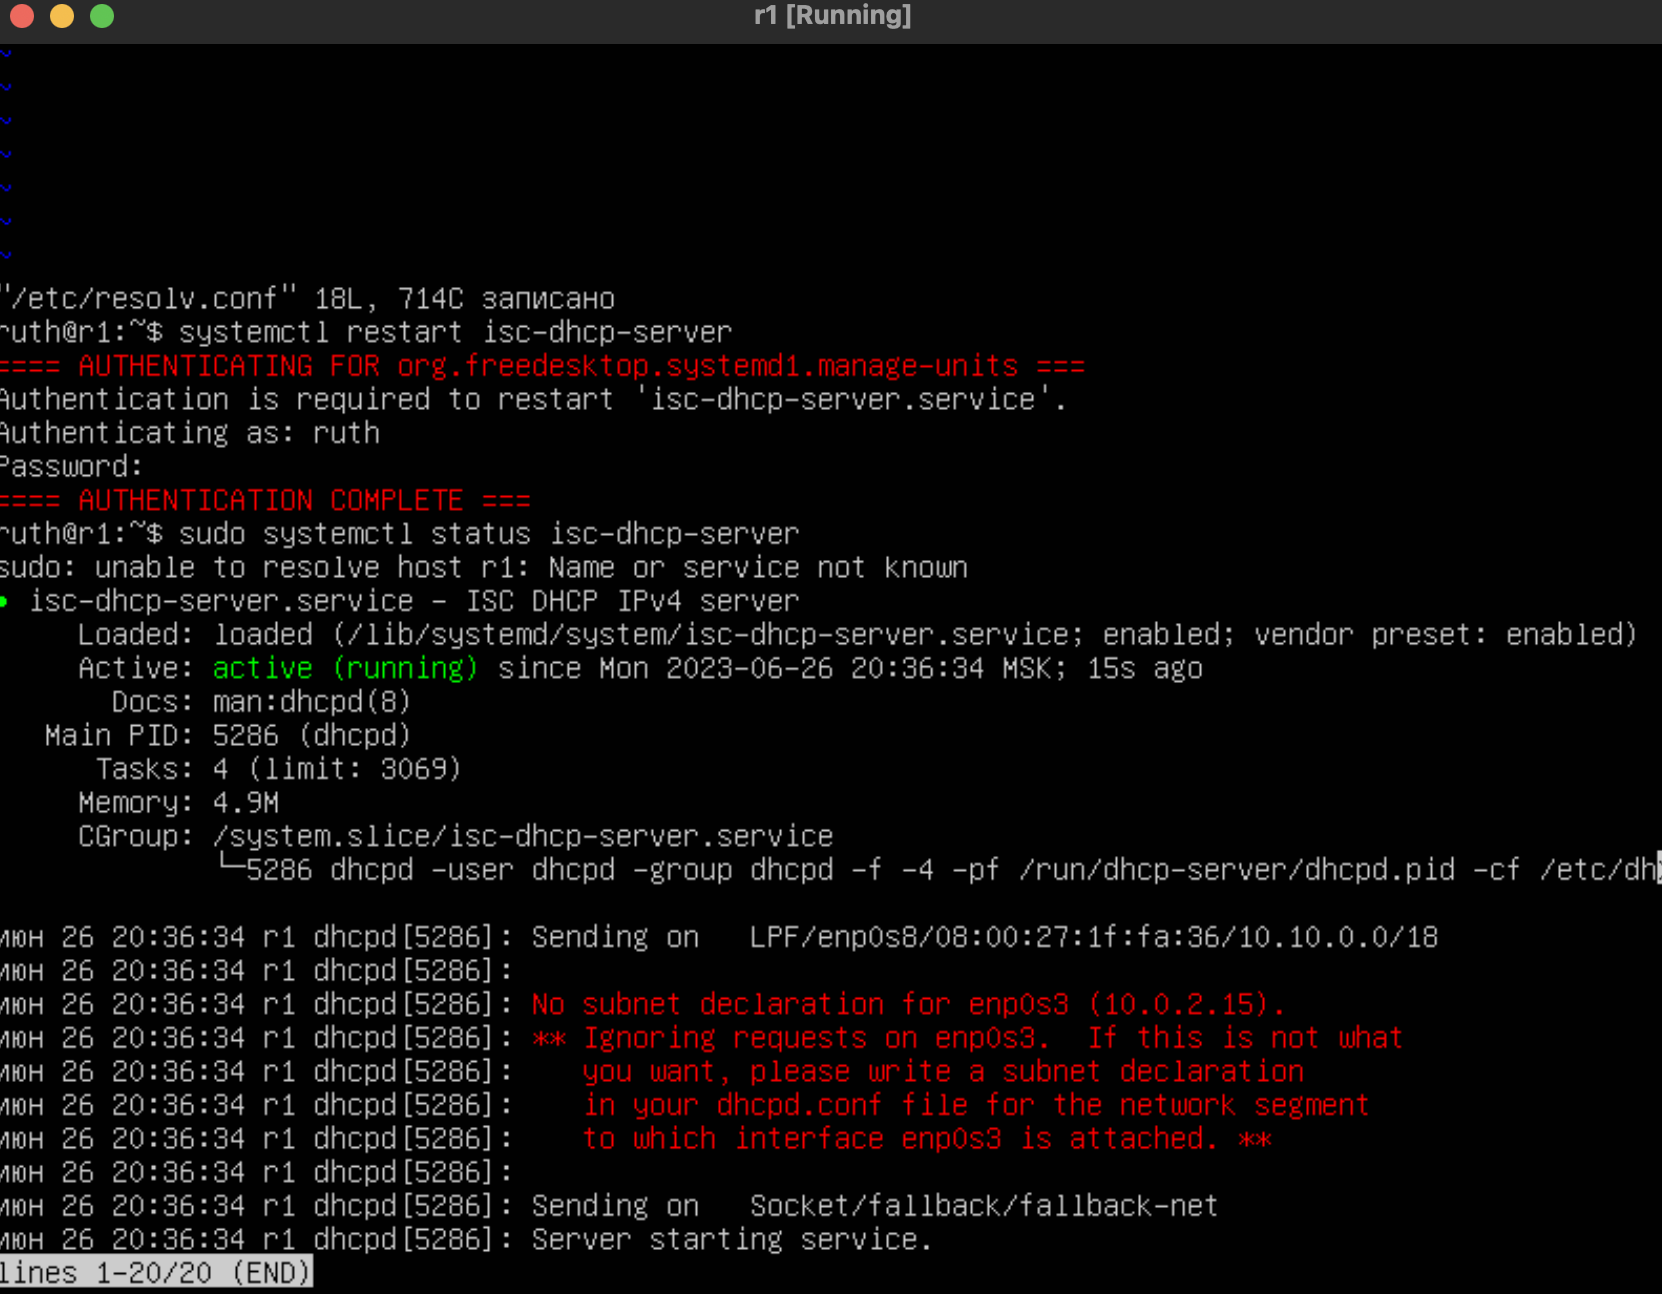 r1 [Running]
~
~
~
~
~
~
~
"/etc/resolv.conf" 18L, 714C записано
ruth@r1:~$ systemctl restart isc-dhcp-server
==== AUTHENTICATING FOR org.freedesktop.systemd1.manage-units ===
Authentication is required to restart 'isc-dhcp-server.service'.
Authenticating as: ruth
Password:
==== AUTHENTICATION COMPLETE ===
ruth@r1:~$ sudo systemctl status isc-dhcp-server
sudo: unable to resolve host r1: Name or service not known
● isc-dhcp-server.service - ISC DHCP IPv4 server
Loaded: loaded (/lib/systemd/system/isc-dhcp-server.service; enabled; vendor preset: enabled)
Active: active (running) since Mon 2023-06-26 20:36:34 MSK; 15s ago
Docs: man:dhcpd(8)
Main PID: 5286 (dhcpd)
Tasks: 4 (limit: 3069)
Memory: 4.9M
CGroup: /system.slice/isc-dhcp-server.service
└─5286 dhcpd -user dhcpd -group dhcpd -f -4 -pf /run/dhcp-server/dhcpd.pid -cf /etc/dh
июн 26 20:36:34 r1 dhcpd[5286]: Sending on LPF/enp0s8/08:00:27:1f:fa:36/10.10.0.0/18
июн 26 20:36:34 r1 dhcpd[5286]:
июн 26 20:36:34 r1 dhcpd[5286]: No subnet declaration for enp0s3 (10.0.2.15).
июн 26 20:36:34 r1 dhcpd[5286]: ** Ignoring requests on enp0s3. If this is not what
июн 26 20:36:34 r1 dhcpd[5286]: you want, please write a subnet declaration
июн 26 20:36:34 r1 dhcpd[5286]: in your dhcpd.conf file for the network segment
июн 26 20:36:34 r1 dhcpd[5286]: to which interface enp0s3 is attached. **
июн 26 20:36:34 r1 dhcpd[5286]:
июн 26 20:36:34 r1 dhcpd[5286]: Sending on Socket/fallback/fallback-net
июн 26 20:36:34 r1 dhcpd[5286]: Server starting service.
lines 1-20/20 (END)